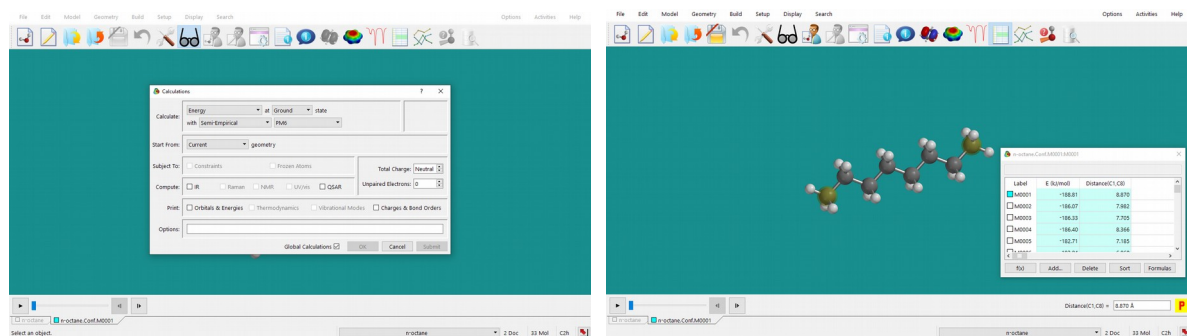 File Edit Model Geometry Build Setup Display Search Options Activities Help
Calculations ? ×
Calculate: Energy at Ground state
with Semi-Empirical PM6
Start From: Current geometry
Subject To: Constraints Frozen Atoms Total Charge: Neutral
Compute: IR Raman NMR UV/vis QSAR Unpaired Electrons: 0
Print: Orbitals & Energies Thermodynamics Vibrational Modes Charges & Bond Orders
Options:
Global Calculations OK Cancel Submit
n-octane n-octane.Conf.M0001
Select an object. n-octane 2 Doc 33 Mol C2h
File Edit Model Geometry Build Setup Display Search Options Activities Help
n-octane.Conf.M0001.M0001
Label E (kJ/mol) Distance(C1,C8)
M0001 -188.81 8.870
M0002 -186.07 7.982
M0003 -186.33 7.705
M0004 -186.40 8.366
M0005 -182.71 7.185
f(x) Add... Delete Sort Formulas
Distance(C1,C8) = 8.870 Å P
n-octane n-octane.Conf.M0001
n-octane 2 Doc 33 Mol C2h